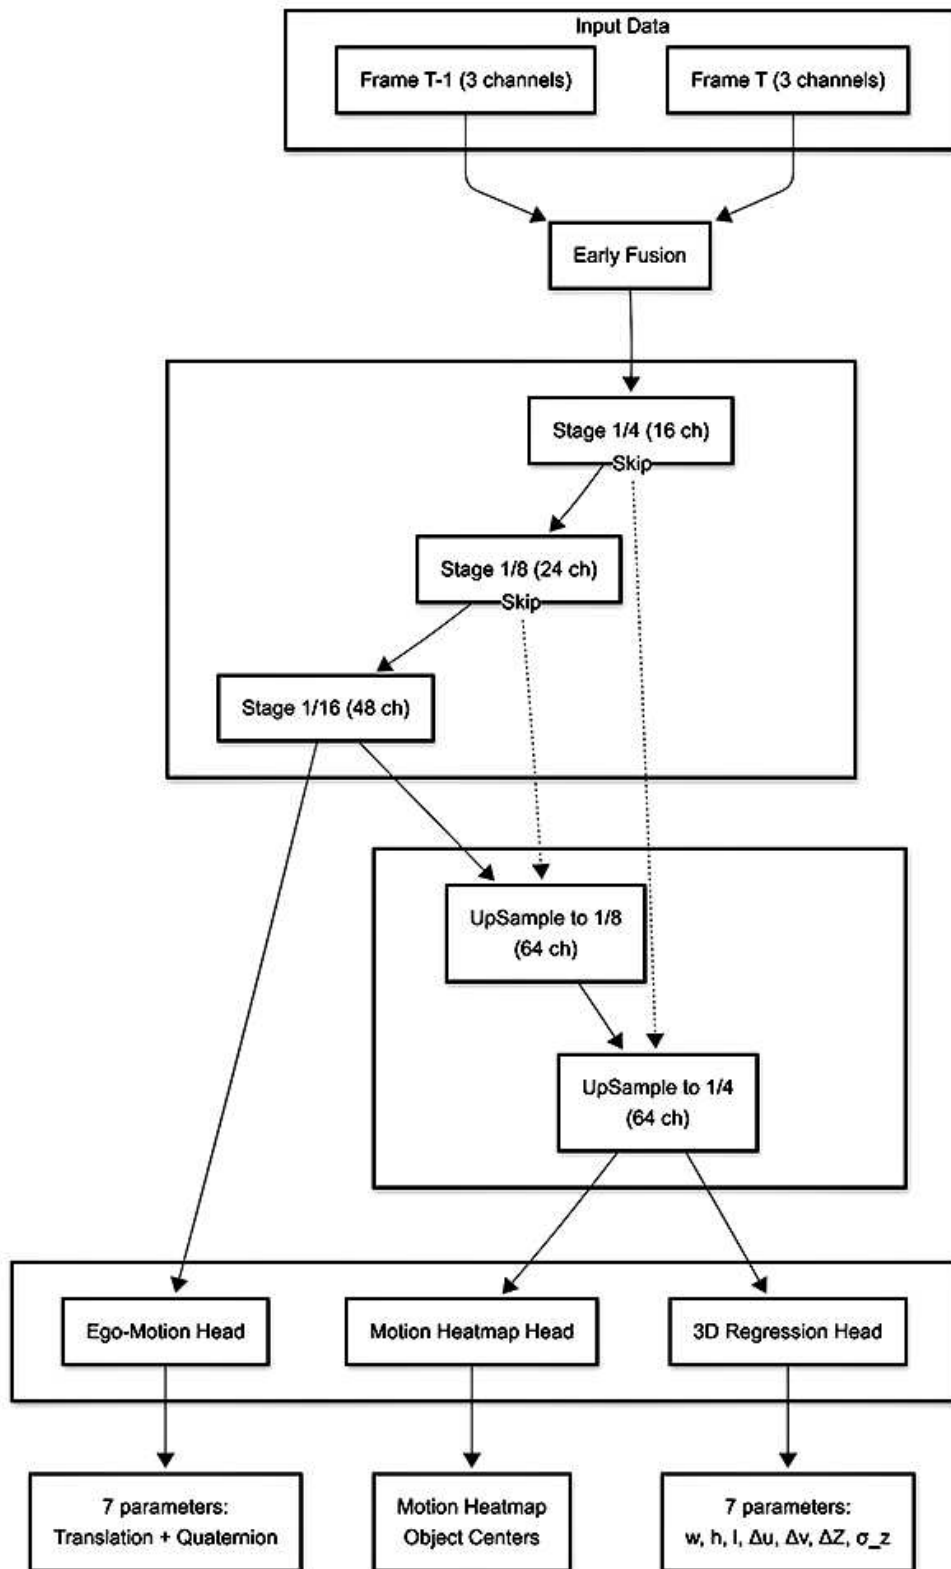 Input Data
Frame T-1 (3 channels)
Frame T (3 channels)
Early Fusion
Stage 1/4 (16 ch)
Skip
Stage 1/8 (24 ch)
Skip
Stage 1/16 (48 ch)
UpSample to 1/8
(64 ch)
UpSample to 1/4
(64 ch)
Ego-Motion Head
Motion Heatmap Head
3D Regression Head
7 parameters:
Translation + Quaternion
Motion Heatmap
Object Centers
7 parameters:
w, h, l, Δu, Δv, ΔZ, σ_z